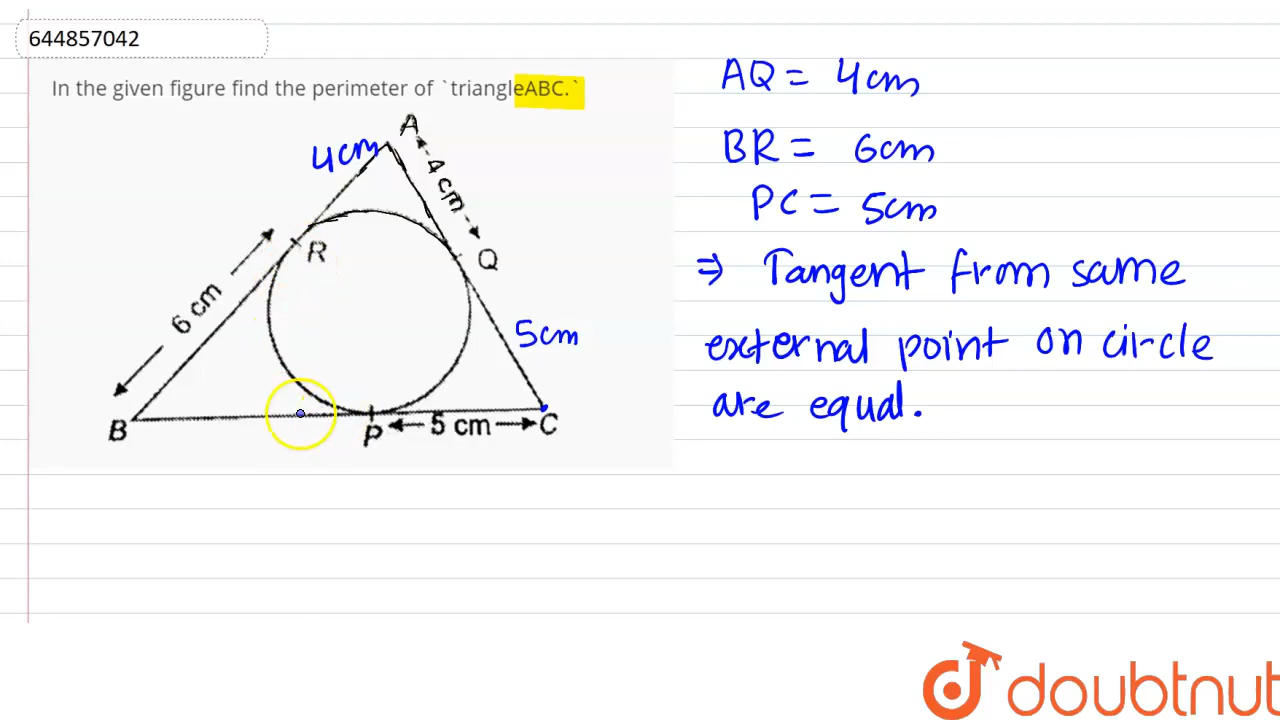 644857042
In the given figure find the perimeter of `triangleABC.`
A
4cm
4 cm
R
Q
6 cm
5cm
B
P
5 cm
C
AQ = 4cm
BR = 6cm
PC = 5cm
⇒ Tangent from same
external point on circle
are equal.
doubtnut